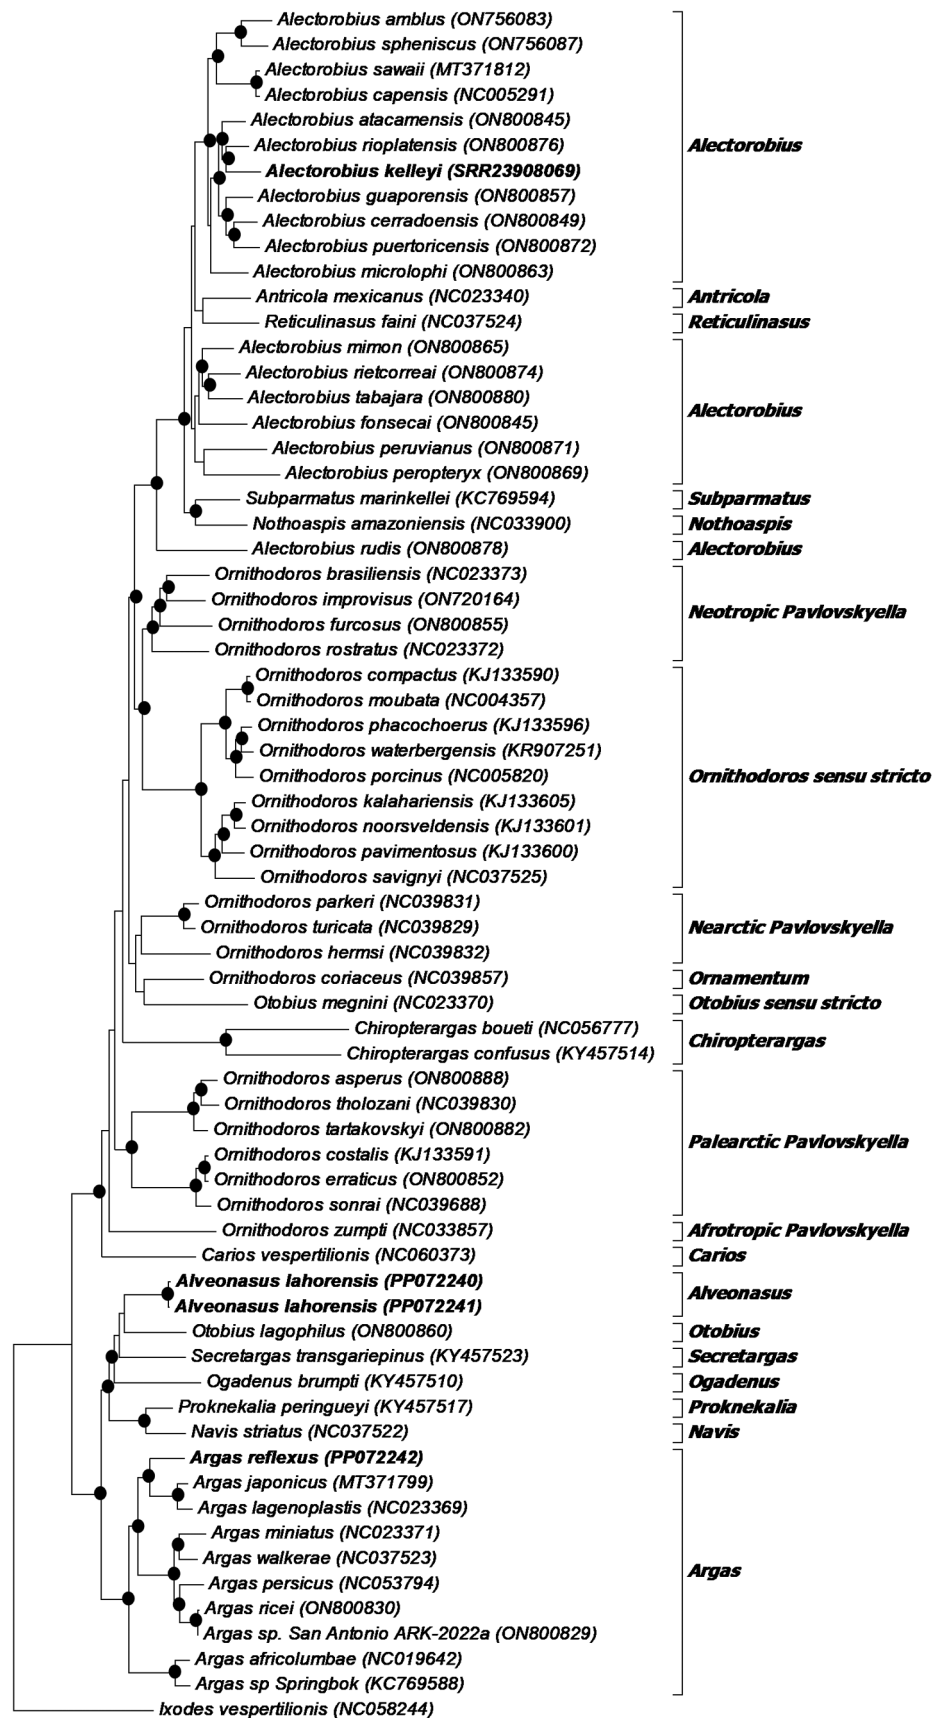 Alectorobius amblus (ON756083)
Alectorobius spheniscus (ON756087)
Alectorobius sawaii (MT371812)
Alectorobius capensis (NC005291)
Alectorobius atacamensis (ON800845)
Alectorobius rioplatensis (ON800876)
Alectorobius kelleyi (SRR23908069)
Alectorobius guaporensis (ON800857)
Alectorobius cerradoensis (ON800849)
Alectorobius puertoricensis (ON800872)
Alectorobius microlophi (ON800863)
Alectorobius
Antricola mexicanus (NC023340)
Antricola
Reticulinasus faini (NC037524)
Reticulinasus
Alectorobius mimon (ON800865)
Alectorobius rietcorreai (ON800874)
Alectorobius tabajara (ON800880)
Alectorobius fonsecai (ON800845)
Alectorobius peruvianus (ON800871)
Alectorobius peropteryx (ON800869)
Alectorobius
Subparmatus marinkellei (KC769594)
Subparmatus
Nothoaspis amazoniensis (NC033900)
Nothoaspis
Alectorobius rudis (ON800878)
Alectorobius
Ornithodoros brasiliensis (NC023373)
Ornithodoros improvisus (ON720164)
Ornithodoros furcosus (ON800855)
Ornithodoros rostratus (NC023372)
Neotropic Pavlovskyella
Ornithodoros compactus (KJ133590)
Ornithodoros moubata (NC004357)
Ornithodoros phacochoerus (KJ133596)
Ornithodoros waterbergensis (KR907251)
Ornithodoros porcinus (NC005820)
Ornithodoros kalahariensis (KJ133605)
Ornithodoros noorsveldensis (KJ133601)
Ornithodoros pavimentosus (KJ133600)
Ornithodoros savignyi (NC037525)
Ornithodoros sensu stricto
Ornithodoros parkeri (NC039831)
Ornithodoros turicata (NC039829)
Ornithodoros hermsi (NC039832)
Nearctic Pavlovskyella
Ornithodoros coriaceus (NC039857)
Ornamentum
Otobius megnini (NC023370)
Otobius sensu stricto
Chiropterargas boueti (NC056777)
Chiropterargas confusus (KY457514)
Chiropterargas
Ornithodoros asperus (ON800888)
Ornithodoros tholozani (NC039830)
Ornithodoros tartakovskyi (ON800882)
Ornithodoros costalis (KJ133591)
Ornithodoros erraticus (ON800852)
Ornithodoros sonrai (NC039688)
Palearctic Pavlovskyella
Ornithodoros zumpti (NC033857)
Afrotropic Pavlovskyella
Carios vespertilionis (NC060373)
Carios
Alveonasus lahorensis (PP072240)
Alveonasus lahorensis (PP072241)
Alveonasus
Otobius lagophilus (ON800860)
Otobius
Secretargas transgariepinus (KY457523)
Secretargas
Ogadenus brumpti (KY457510)
Ogadenus
Proknekalia peringueyi (KY457517)
Proknekalia
Navis striatus (NC037522)
Navis
Argas reflexus (PP072242)
Argas japonicus (MT371799)
Argas lagenoplastis (NC023369)
Argas miniatus (NC023371)
Argas walkerae (NC037523)
Argas persicus (NC053794)
Argas ricei (ON800830)
Argas sp. San Antonio ARK-2022a (ON800829)
Argas africolumbae (NC019642)
Argas sp Springbok (KC769588)
Argas
Ixodes vespertilionis (NC058244)